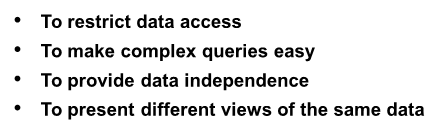 • To restrict data access
• To make complex queries easy
• To provide data independence
• To present different views of the same data